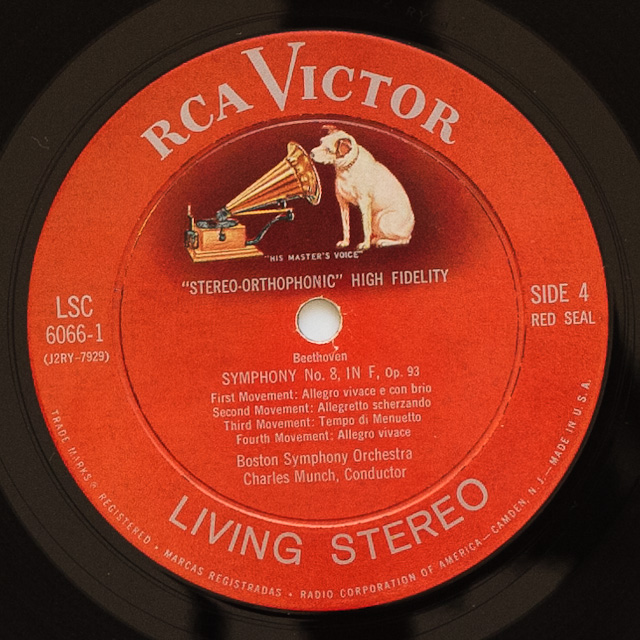 RCA VICTOR
"HIS MASTER'S VOICE"
"STEREO-ORTHOPHONIC" HIGH FIDELITY
LSC
6066-1
(J2RY-7929)
SIDE 4
RED SEAL
Beethoven
SYMPHONY No. 8, IN F, Op. 93
First Movement: Allegro vivace e con brio
Second Movement: Allegretto scherzando
Third Movement: Tempo di Menuetto
Fourth Movement: Allegro vivace
Boston Symphony Orchestra
Charles Munch, Conductor
LIVING STEREO
TRADE MARKS ® REGISTERED • MARCAS REGISTRADAS • RADIO CORPORATION OF AMERICA—CAMDEN, N. J.—MADE IN U.S.A.